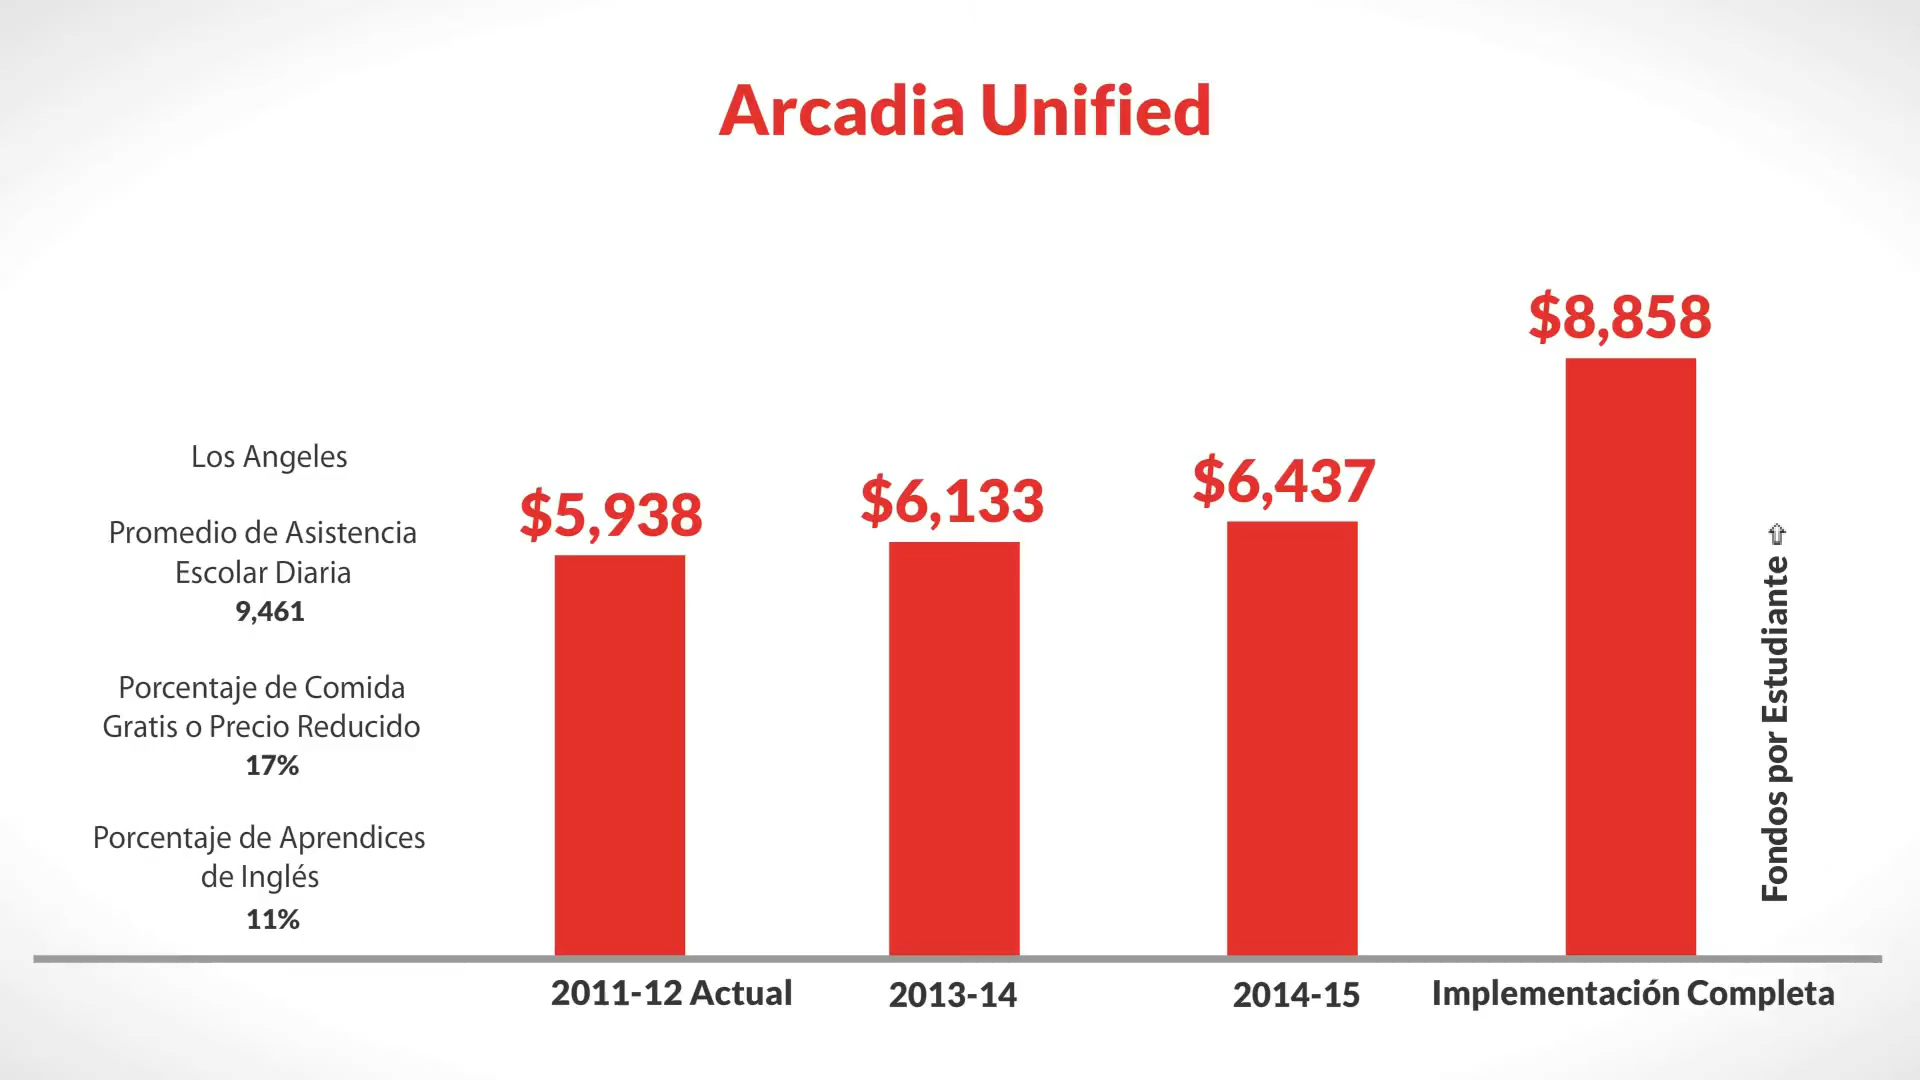 Arcadia Unified
Los Angeles
Promedio de Asistencia
Escolar Diaria
9,461
Porcentaje de Comida
Gratis o Precio Reducido
17%
Porcentaje de Aprendices
de Inglés
11%
$5,938
$6,133
$6,437
$8,858
2011-12 Actual
2013-14
2014-15
Implementación Completa
Fondos por Estudiante ⇧